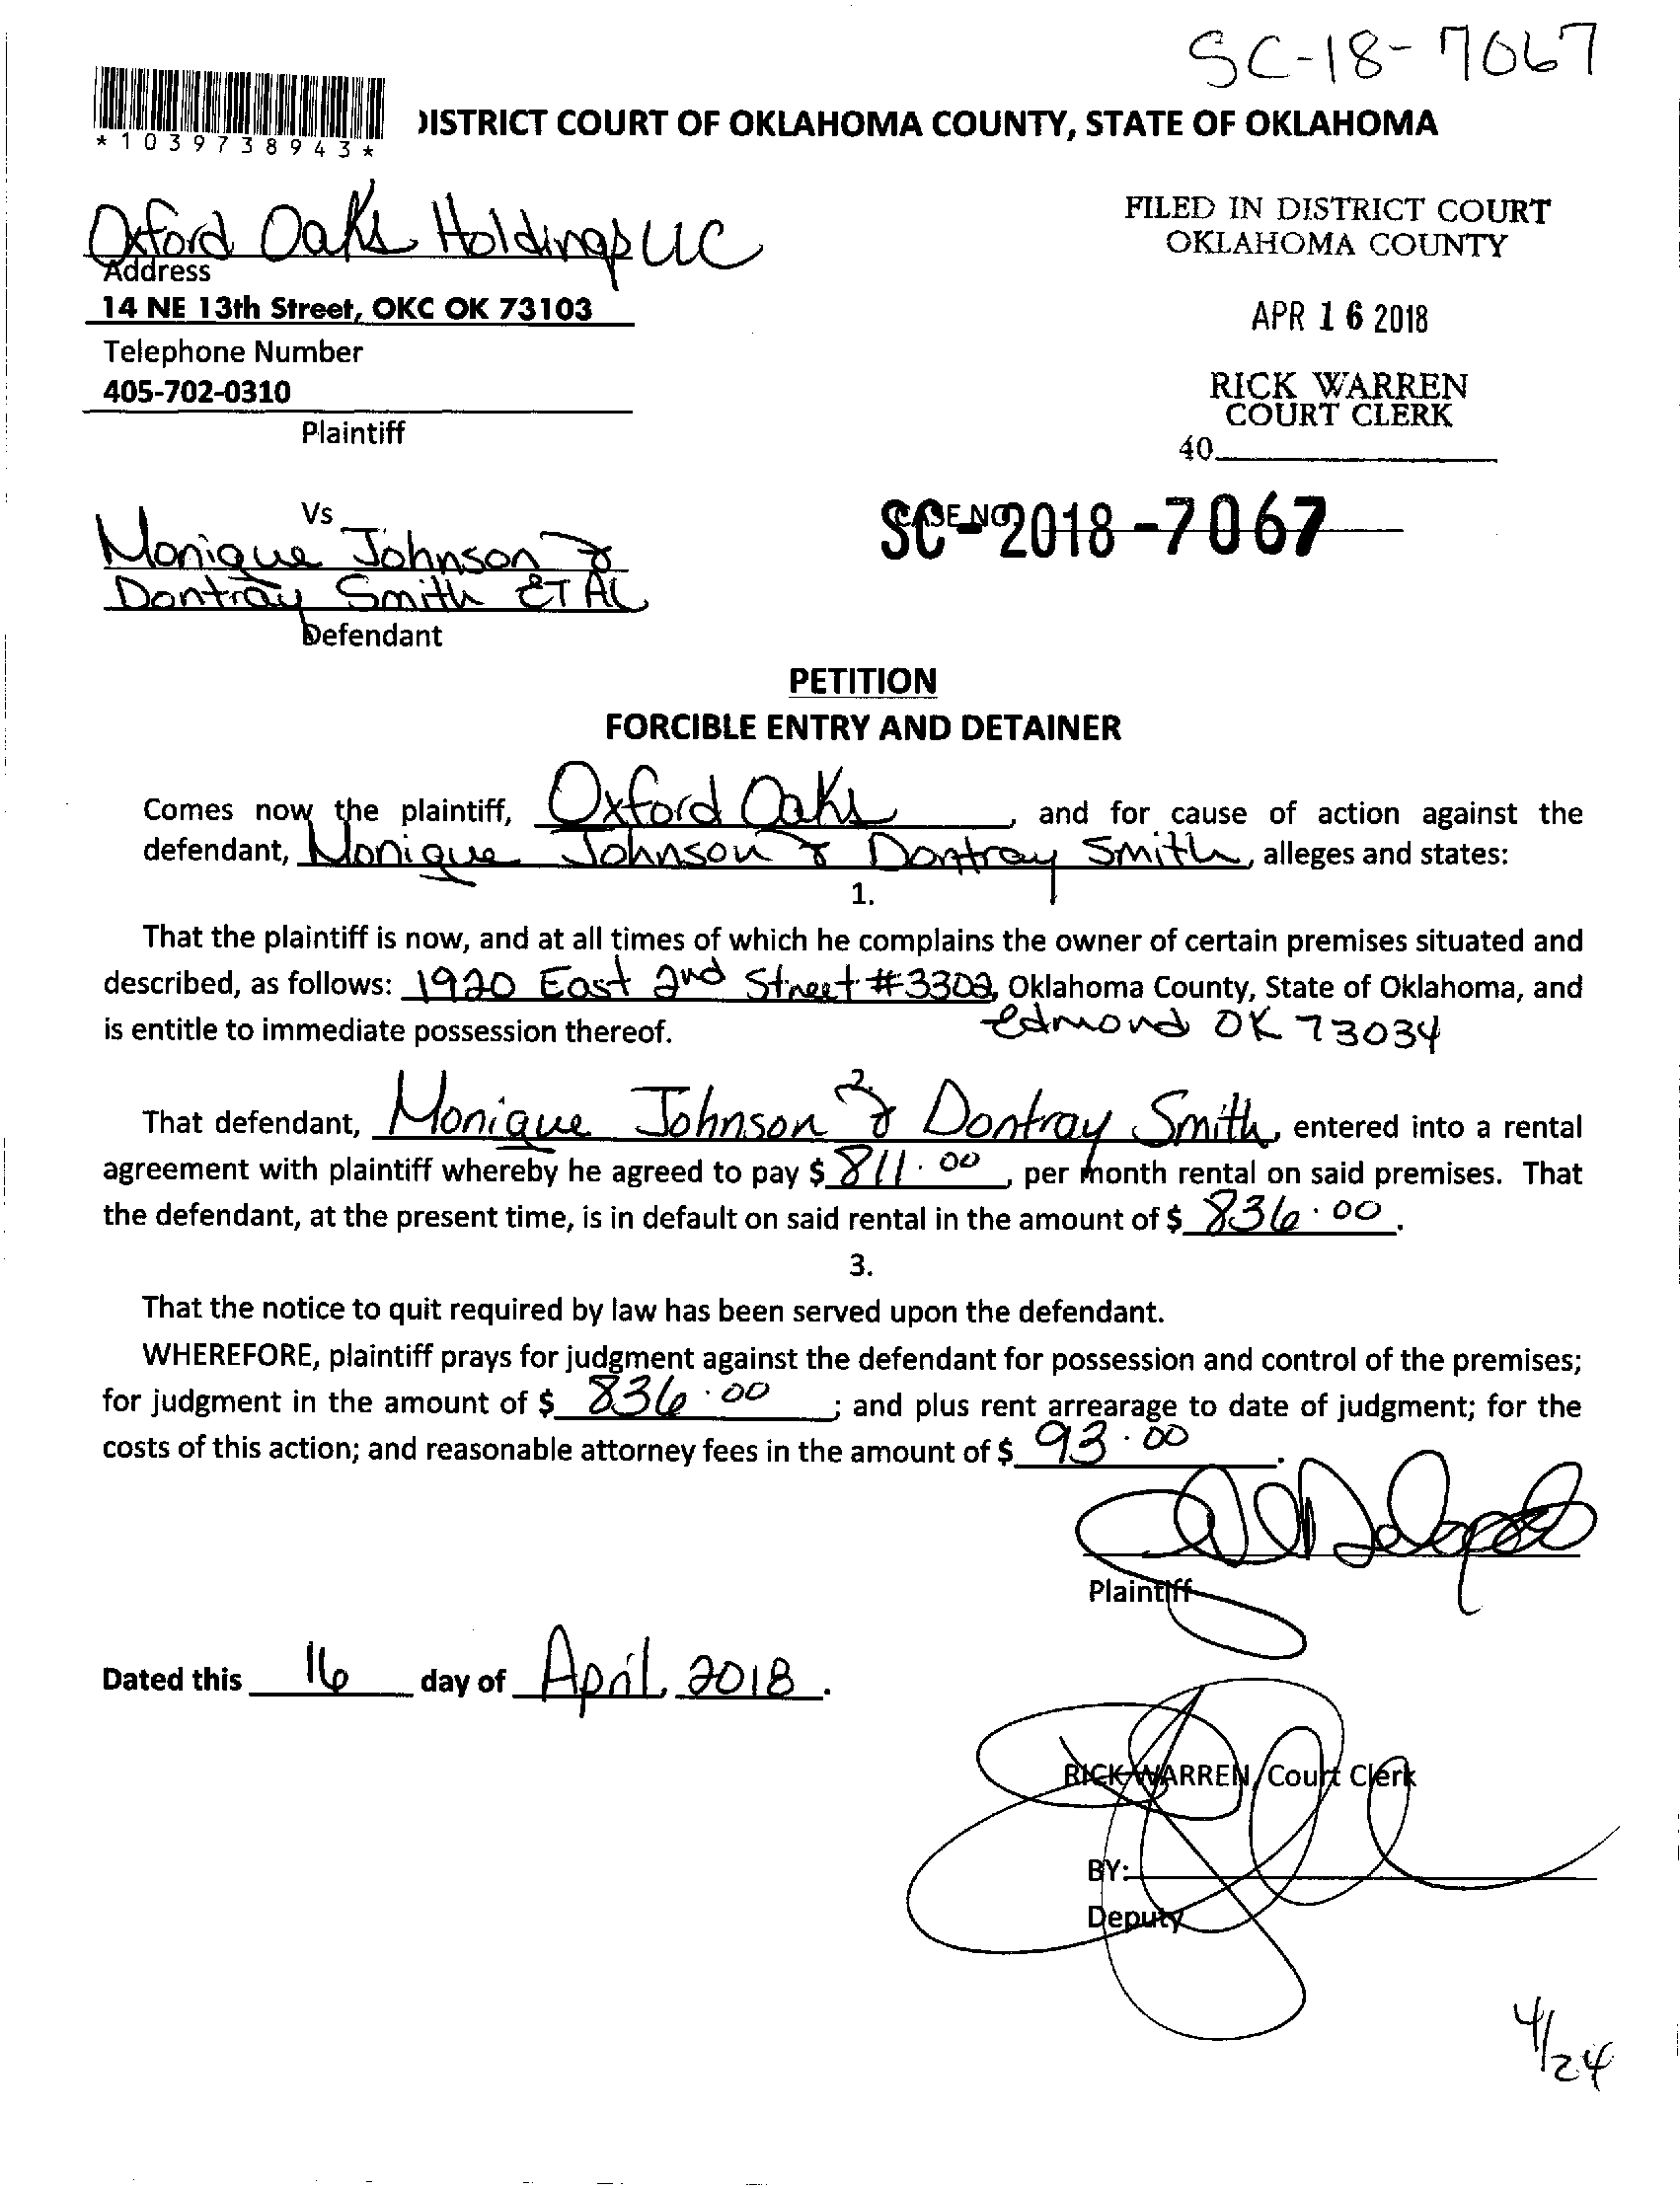 SC-18-7067
*1039738943*
DISTRICT COURT OF OKLAHOMA COUNTY, STATE OF OKLAHOMA
Oxford Oaks Holdings LLC
Address
14 NE 13th Street, OKC OK 73103
Telephone Number
405-702-0310
Plaintiff
FILED IN DISTRICT COURT
OKLAHOMA COUNTY
APR 16 2018
RICK WARREN
COURT CLERK
40
Vs
Monique Johnson &
Dontray Smith ET AL
Defendant
CASE NO
SC-2018-7067
PETITION
FORCIBLE ENTRY AND DETAINER
Comes now the plaintiff, Oxford Oaks, and for cause of action against the
defendant, Monique Johnson & Dontray Smith, alleges and states:
1.
That the plaintiff is now, and at all times of which he complains the owner of certain premises situated and
described, as follows: 1920 East 2nd Street #3302, Oklahoma County, State of Oklahoma, and
is entitle to immediate possession thereof. Edmond OK 73034
2.
That defendant, Monique Johnson & Dontray Smith, entered into a rental
agreement with plaintiff whereby he agreed to pay $ 811.00, per month rental on said premises. That
the defendant, at the present time, is in default on said rental in the amount of $ 836.00.
3.
That the notice to quit required by law has been served upon the defendant.
WHEREFORE, plaintiff prays for judgment against the defendant for possession and control of the premises;
for judgment in the amount of $ 836.00; and plus rent arrearage to date of judgment; for the
costs of this action; and reasonable attorney fees in the amount of $ 93.00.
Plaintiff
Dated this 16 day of April, 2018.
RICK WARREN, Court Clerk
BY:
Deputy
4/24